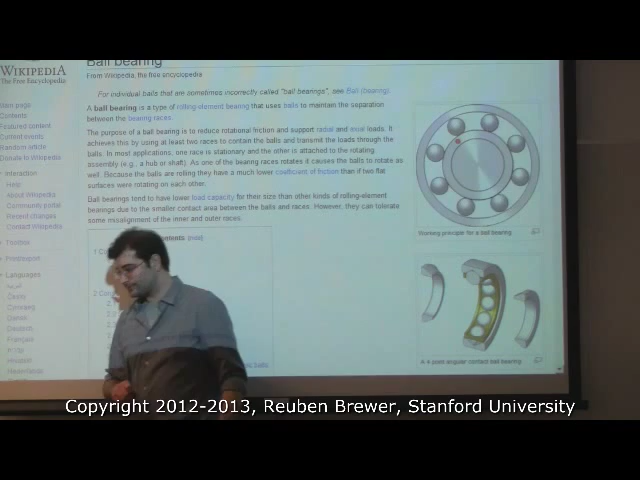 WIKIPEDIA
The Free Encyclopedia
Main page
Contents
Featured content
Current events
Random article
Donate to Wikipedia
Interaction
Help
About Wikipedia
Community portal
Recent changes
Contact Wikipedia
Toolbox
Print/export
Languages
Česky
Dansk
Deutsch
Français
Ball bearing
From Wikipedia, the free encyclopedia
For individual balls that are sometimes incorrectly called "ball bearings", see Ball (bearing).
A ball bearing is a type of rolling-element bearing that uses balls to maintain the separation
between the bearing races.
The purpose of a ball bearing is to reduce rotational friction and support radial and axial loads. It
achieves this by using at least two races to contain the balls and transmit the loads through the
balls. In most applications, one race is stationary and the other is attached to the rotating
assembly (e.g., a hub or shaft). As one of the bearing races rotates it causes the balls to rotate as
well. Because the balls are rolling they have a much lower coefficient of friction than if two flat
surfaces were rotating on each other.
Ball bearings tend to have lower load capacity for their size than other kinds of rolling-element
bearings due to the smaller contact area between the balls and races. However, they can tolerate
some misalignment of the inner and outer races.
[hide]
balls
Working principle for a ball bearing.
A 4-point angular contact ball bearing
Copyright 2012-2013, Reuben Brewer, Stanford University